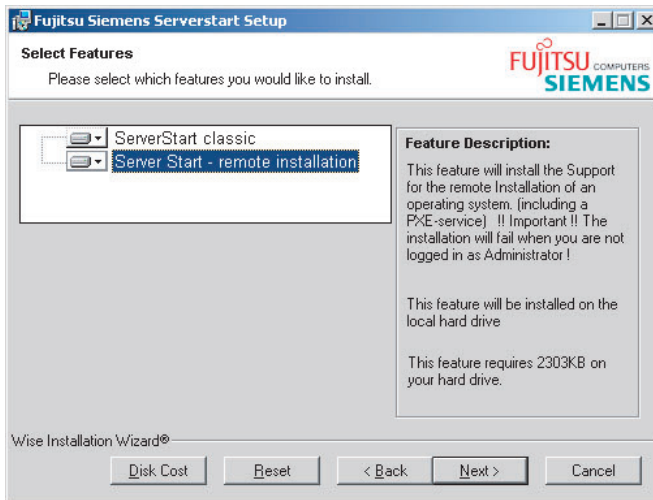 Fujitsu Siemens Serverstart Setup
Select Features
Please select which features you would like to install.
FUJITSU COMPUTERS
SIEMENS
ServerStart classic
Server Start - remote installation
Feature Description:
This feature will install the Support
for the remote Installation of an
operating system. (including a
PXE-service) !! Important !! The
installation will fail when you are not
logged in as Administrator !
This feature will be installed on the
local hard drive
This feature requires 2303KB on
your hard drive.
Wise Installation Wizard®
Disk Cost Reset < Back Next > Cancel